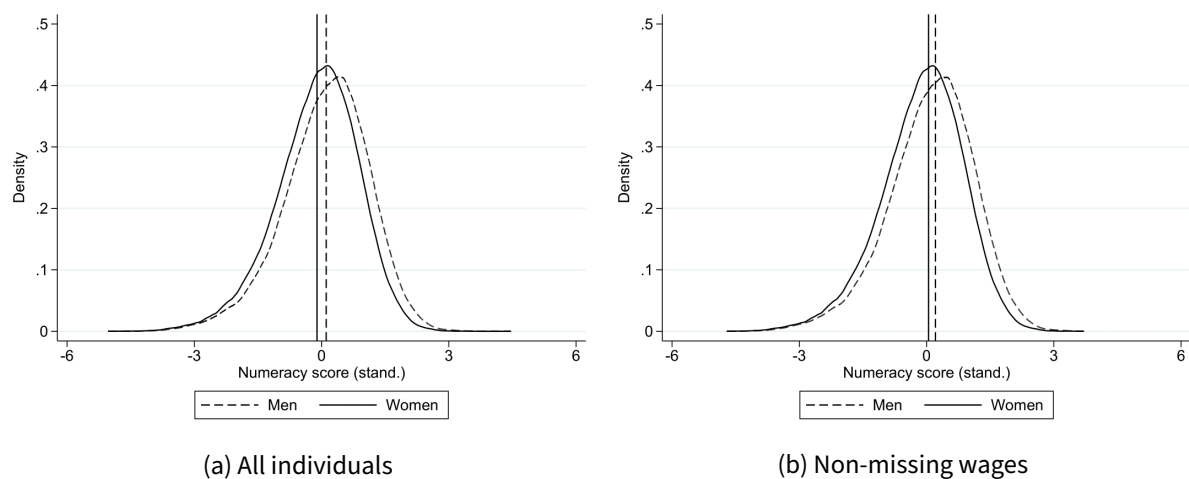 .5
.4
.3
.2
.1
0
Density
-6 -3 0 3 6
Numeracy score (stand.)
Men Women
(a) All individuals
.5
.4
.3
.2
.1
0
Density
-6 -3 0 3 6
Numeracy score (stand.)
Men Women
(b) Non-missing wages